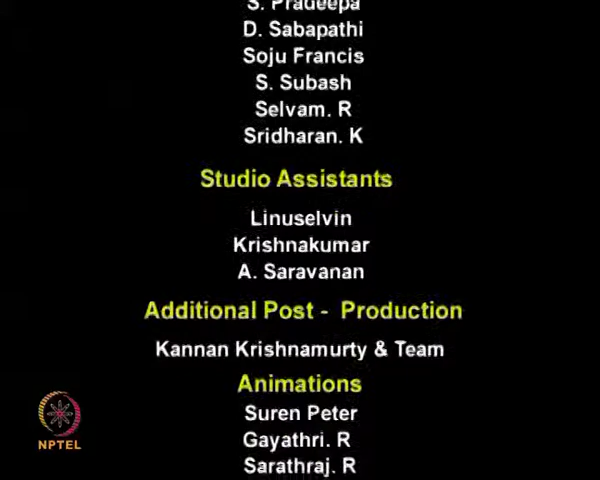 S. Pradeepa
D. Sabapathi
Soju Francis
S. Subash
Selvam. R
Sridharan. K
Studio Assistants
Linuselvin
Krishnakumar
A. Saravanan
Additional Post - Production
Kannan Krishnamurty & Team
Animations
Suren Peter
Gayathri. R
Sarathraj. R
NPTEL